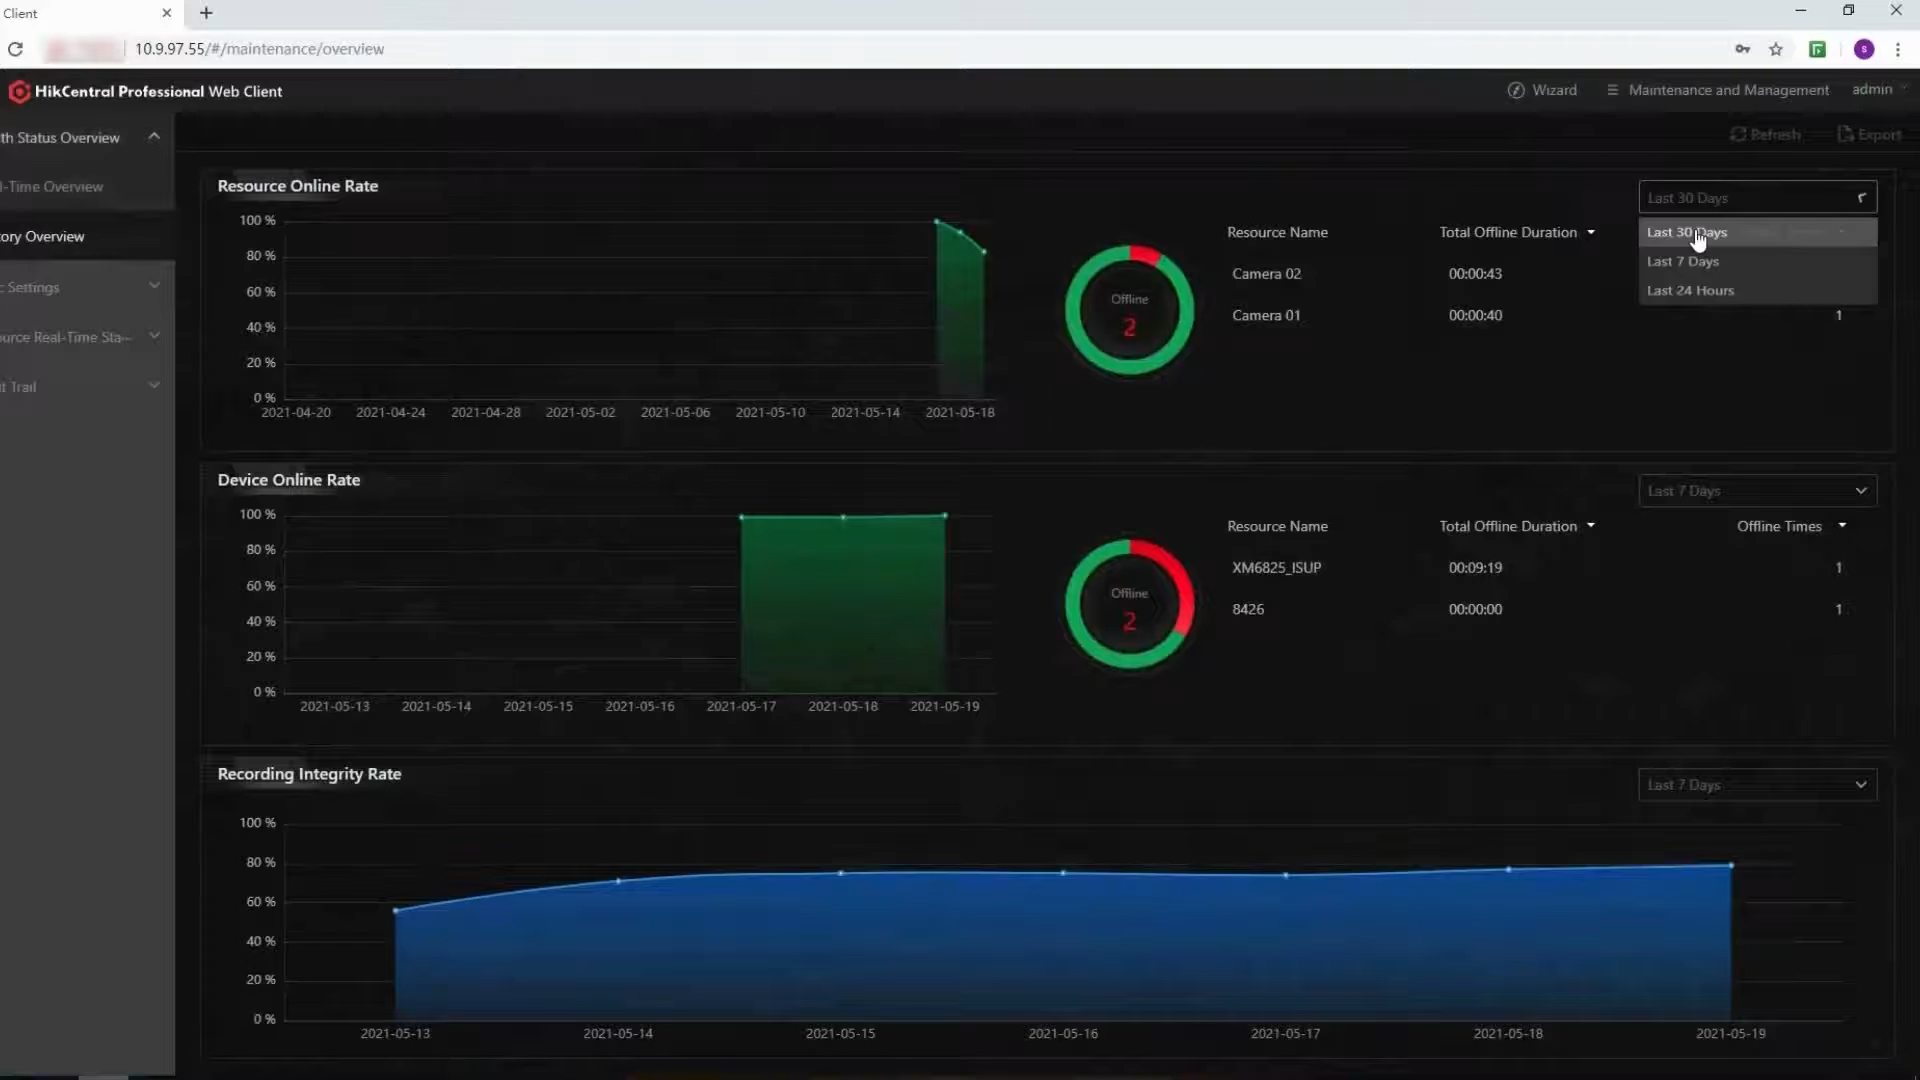 Client
10.9.97.55/#/maintenance/overview
HikCentral Professional Web Client
Wizard
Maintenance and Management
admin
th Status Overview
l-Time Overview
tory Overview
c Settings
ource Real-Time Sta--
it Trail
Refresh
Export
Resource Online Rate
Last 30 Days
Last 30 Days
Last 7 Days
Last 24 Hours
100 %
80 %
60 %
40 %
20 %
0 %
2021-04-20 2021-04-24 2021-04-28 2021-05-02 2021-05-06 2021-05-10 2021-05-14 2021-05-18
Offline
2
Resource Name Total Offline Duration
Camera 02 00:00:43
Camera 01 00:00:40 1
Device Online Rate
Last 7 Days
100 %
80 %
60 %
40 %
20 %
0 %
2021-05-13 2021-05-14 2021-05-15 2021-05-16 2021-05-17 2021-05-18 2021-05-19
Offline
2
Resource Name Total Offline Duration Offline Times
XM6825_ISUP 00:09:19 1
8426 00:00:00 1
Recording Integrity Rate
Last 7 Days
100 %
80 %
60 %
40 %
20 %
0 %
2021-05-13 2021-05-14 2021-05-15 2021-05-16 2021-05-17 2021-05-18 2021-05-19